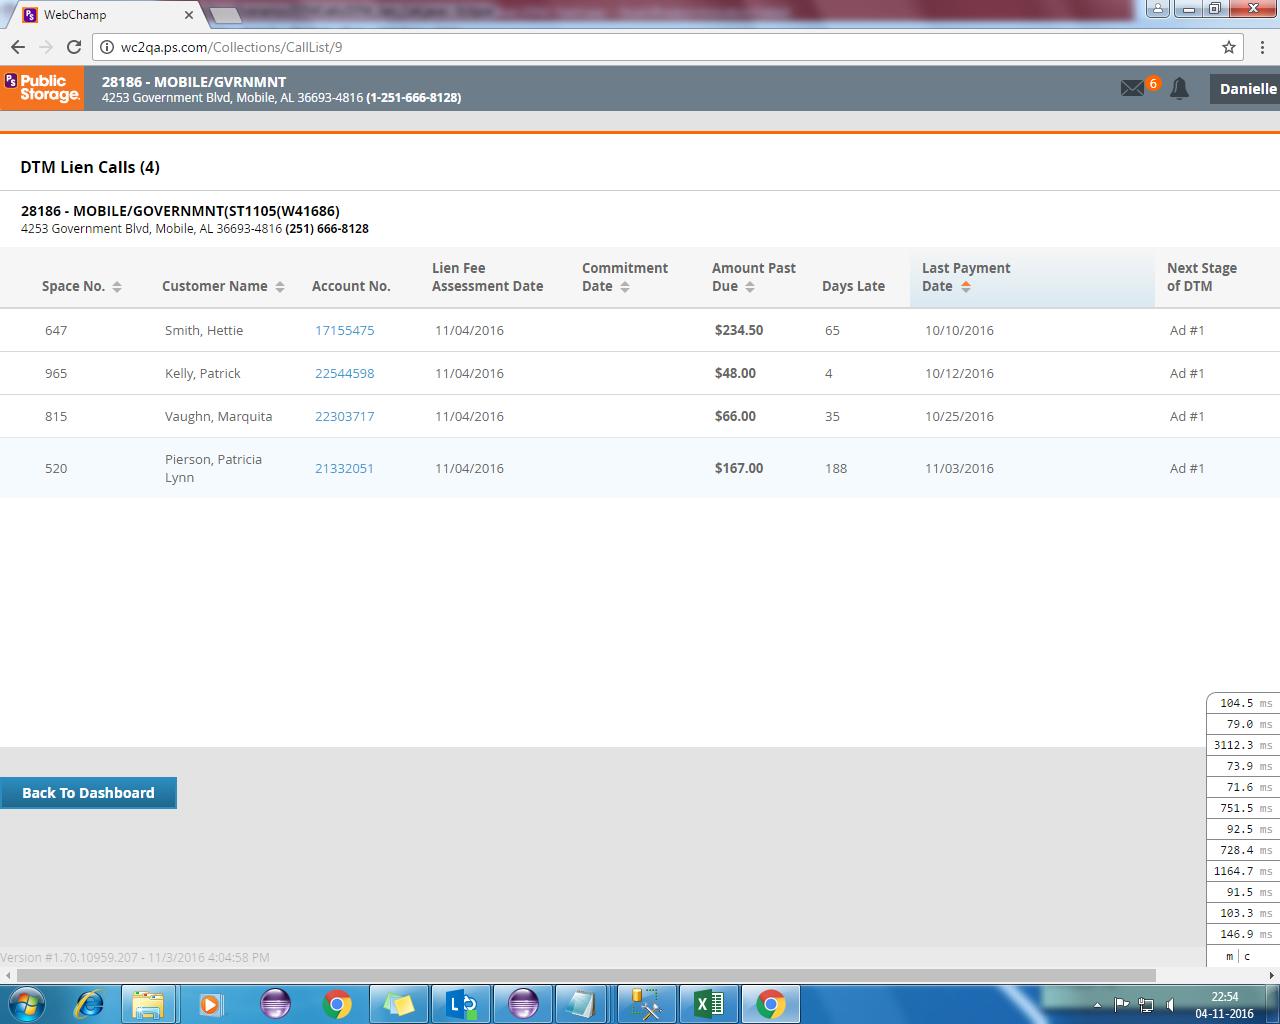 WebChamp
wc2qa.ps.com/Collections/CallList/9
PS Public Storage.
28186 - MOBILE/GVRNMNT
4253 Government Blvd, Mobile, AL 36693-4816 (1-251-666-8128)
6
Danielle
DTM Lien Calls (4)
28186 - MOBILE/GOVERNMNT(ST1105(W41686)
4253 Government Blvd, Mobile, AL 36693-4816 (251) 666-8128
Space No. Customer Name Account No. Lien Fee Assessment Date Commitment Date Amount Past Due Days Late Last Payment Date Next Stage of DTM
647 Smith, Hettie 17155475 11/04/2016 $234.50 65 10/10/2016 Ad #1
965 Kelly, Patrick 22544598 11/04/2016 $48.00 4 10/12/2016 Ad #1
815 Vaughn, Marquita 22303717 11/04/2016 $66.00 35 10/25/2016 Ad #1
520 Pierson, Patricia Lynn 21332051 11/04/2016 $167.00 188 11/03/2016 Ad #1
104.5 ms
79.0 ms
3112.3 ms
73.9 ms
71.6 ms
751.5 ms
92.5 ms
728.4 ms
1164.7 ms
91.5 ms
103.3 ms
146.9 ms
m | c
Back To Dashboard
Version #1.70.10959.207 - 11/3/2016 4:04:58 PM
22:54
04-11-2016